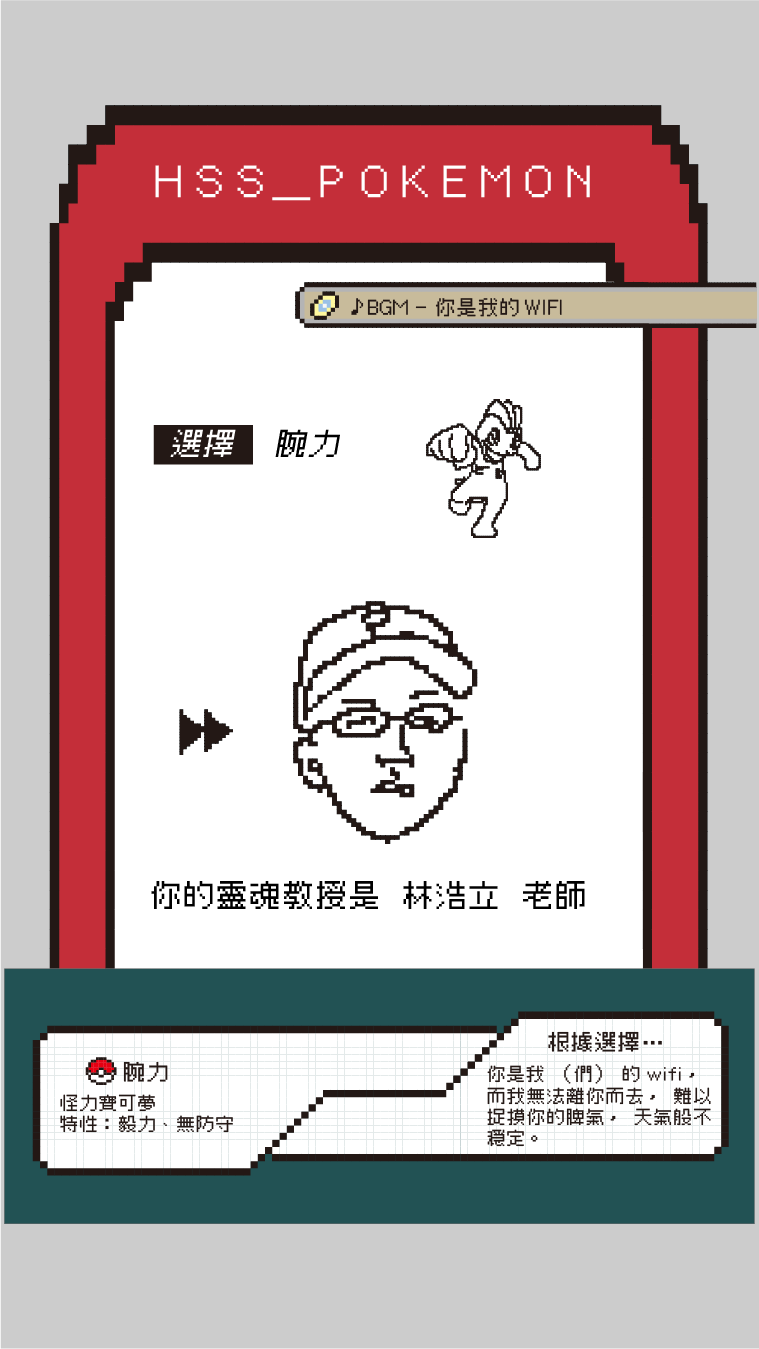 HSS_POKEMON
♪BGM - 你是我的 WIFI
選擇 腕力
你的靈魂教授是 林浩立 老師
腕力
怪力寶可夢
特性：毅力、無防守
根據選擇…
你是我 （們） 的 wifi，
而我無法離你而去， 難以
捉摸你的脾氣， 天氣般不
穩定。